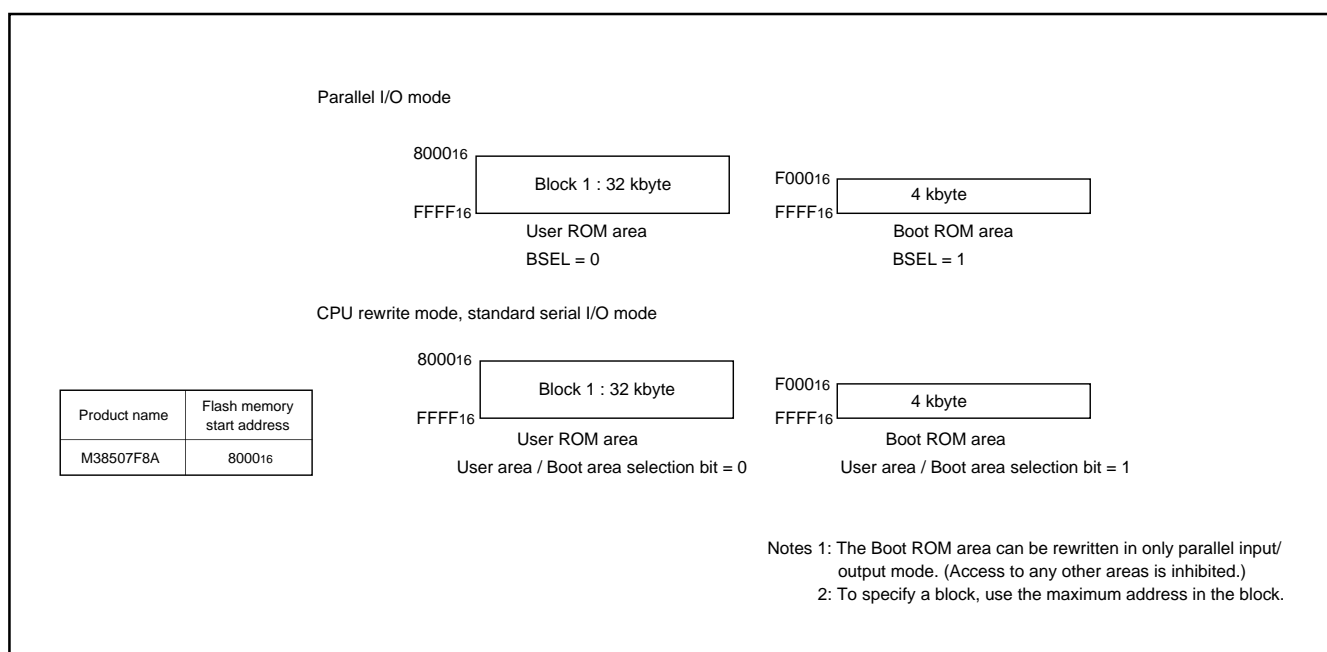 Parallel I/O mode
800016
Block 1 : 32 kbyte
FFFF16
User ROM area
BSEL = 0
F00016
4 kbyte
FFFF16
Boot ROM area
BSEL = 1
CPU rewrite mode, standard serial I/O mode
800016
Block 1 : 32 kbyte
FFFF16
User ROM area
User area / Boot area selection bit = 0
F00016
4 kbyte
FFFF16
Boot ROM area
User area / Boot area selection bit = 1
Product name
Flash memory
start address
M38507F8A
800016
Notes 1: The Boot ROM area can be rewritten in only parallel input/
output mode. (Access to any other areas is inhibited.)
2: To specify a block, use the maximum address in the block.